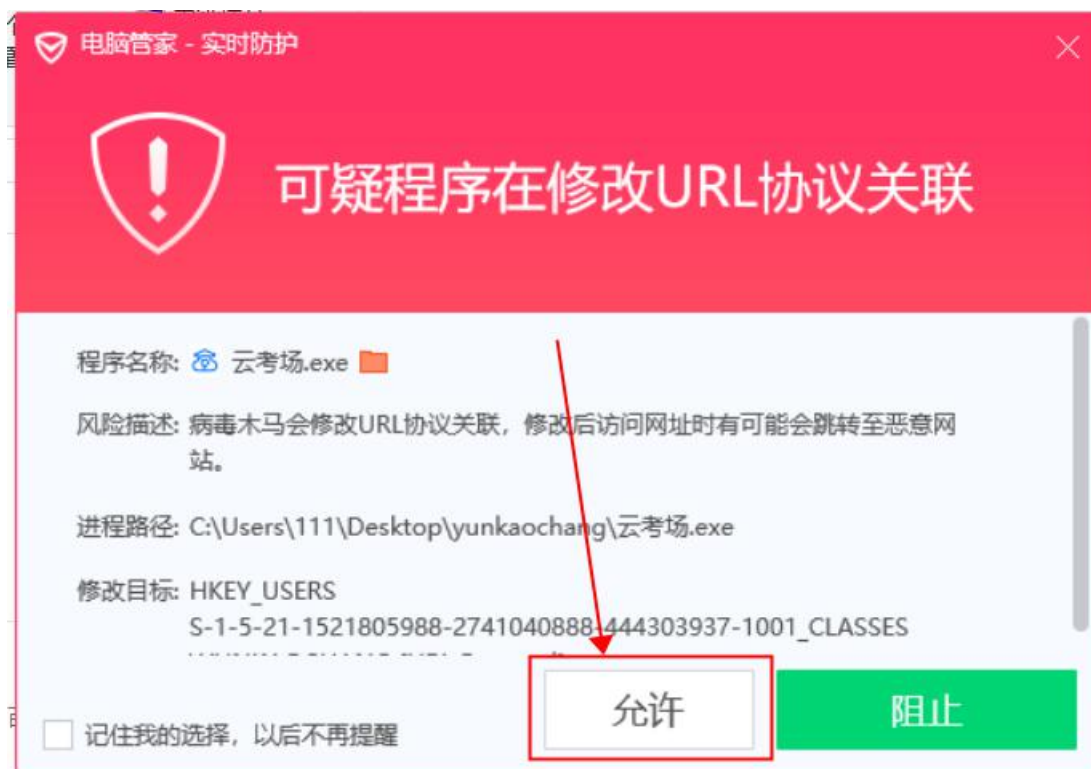 电脑管家 - 实时防护
可疑程序在修改URL协议关联
程序名称: 云考场.exe
风险描述: 病毒木马会修改URL协议关联，修改后访问网址时有可能会跳转至恶意网
站。
进程路径: C:\Users\111\Desktop\yunkaochang\云考场.exe
修改目标: HKEY_USERS
S-1-5-21-1521805988-2741040888-444303937-1001_CLASSES
记住我的选择，以后不再提醒
允许
阻止